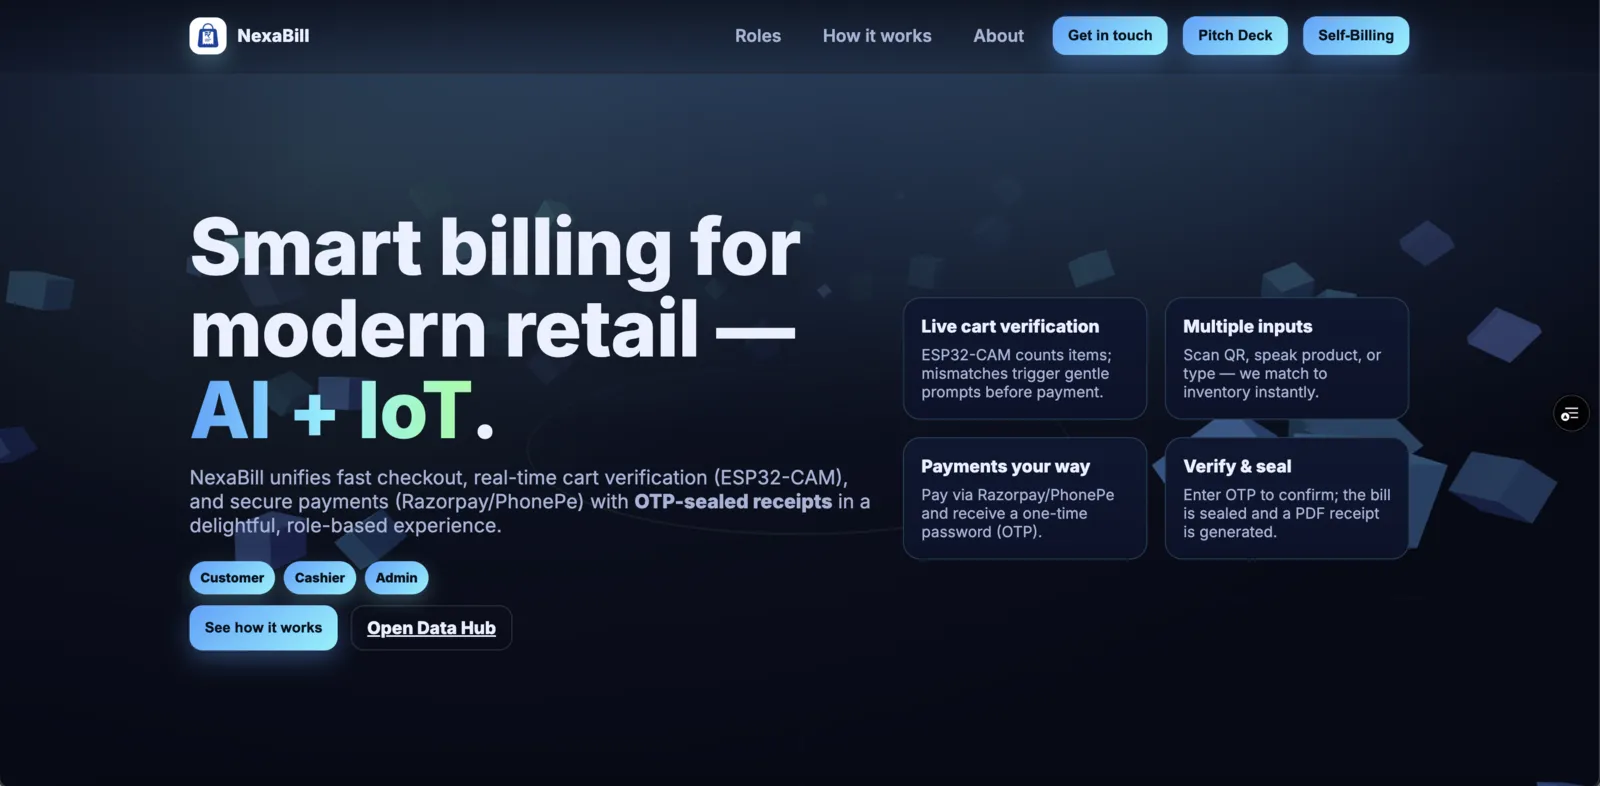 NexaBill
Roles
How it works
About
Get in touch
Pitch Deck
Self-Billing
Smart billing for
modern retail —
AI + IoT.
NexaBill unifies fast checkout, real-time cart verification (ESP32-CAM),
and secure payments (Razorpay/PhonePe) with OTP-sealed receipts in a
delightful, role-based experience.
Customer
Cashier
Admin
See how it works
Open Data Hub
Live cart verification
ESP32-CAM counts items;
mismatches trigger gentle
prompts before payment.
Multiple inputs
Scan QR, speak product, or
type — we match to
inventory instantly.
Payments your way
Pay via Razorpay/PhonePe
and receive a one-time
password (OTP).
Verify & seal
Enter OTP to confirm; the bill
is sealed and a PDF receipt
is generated.